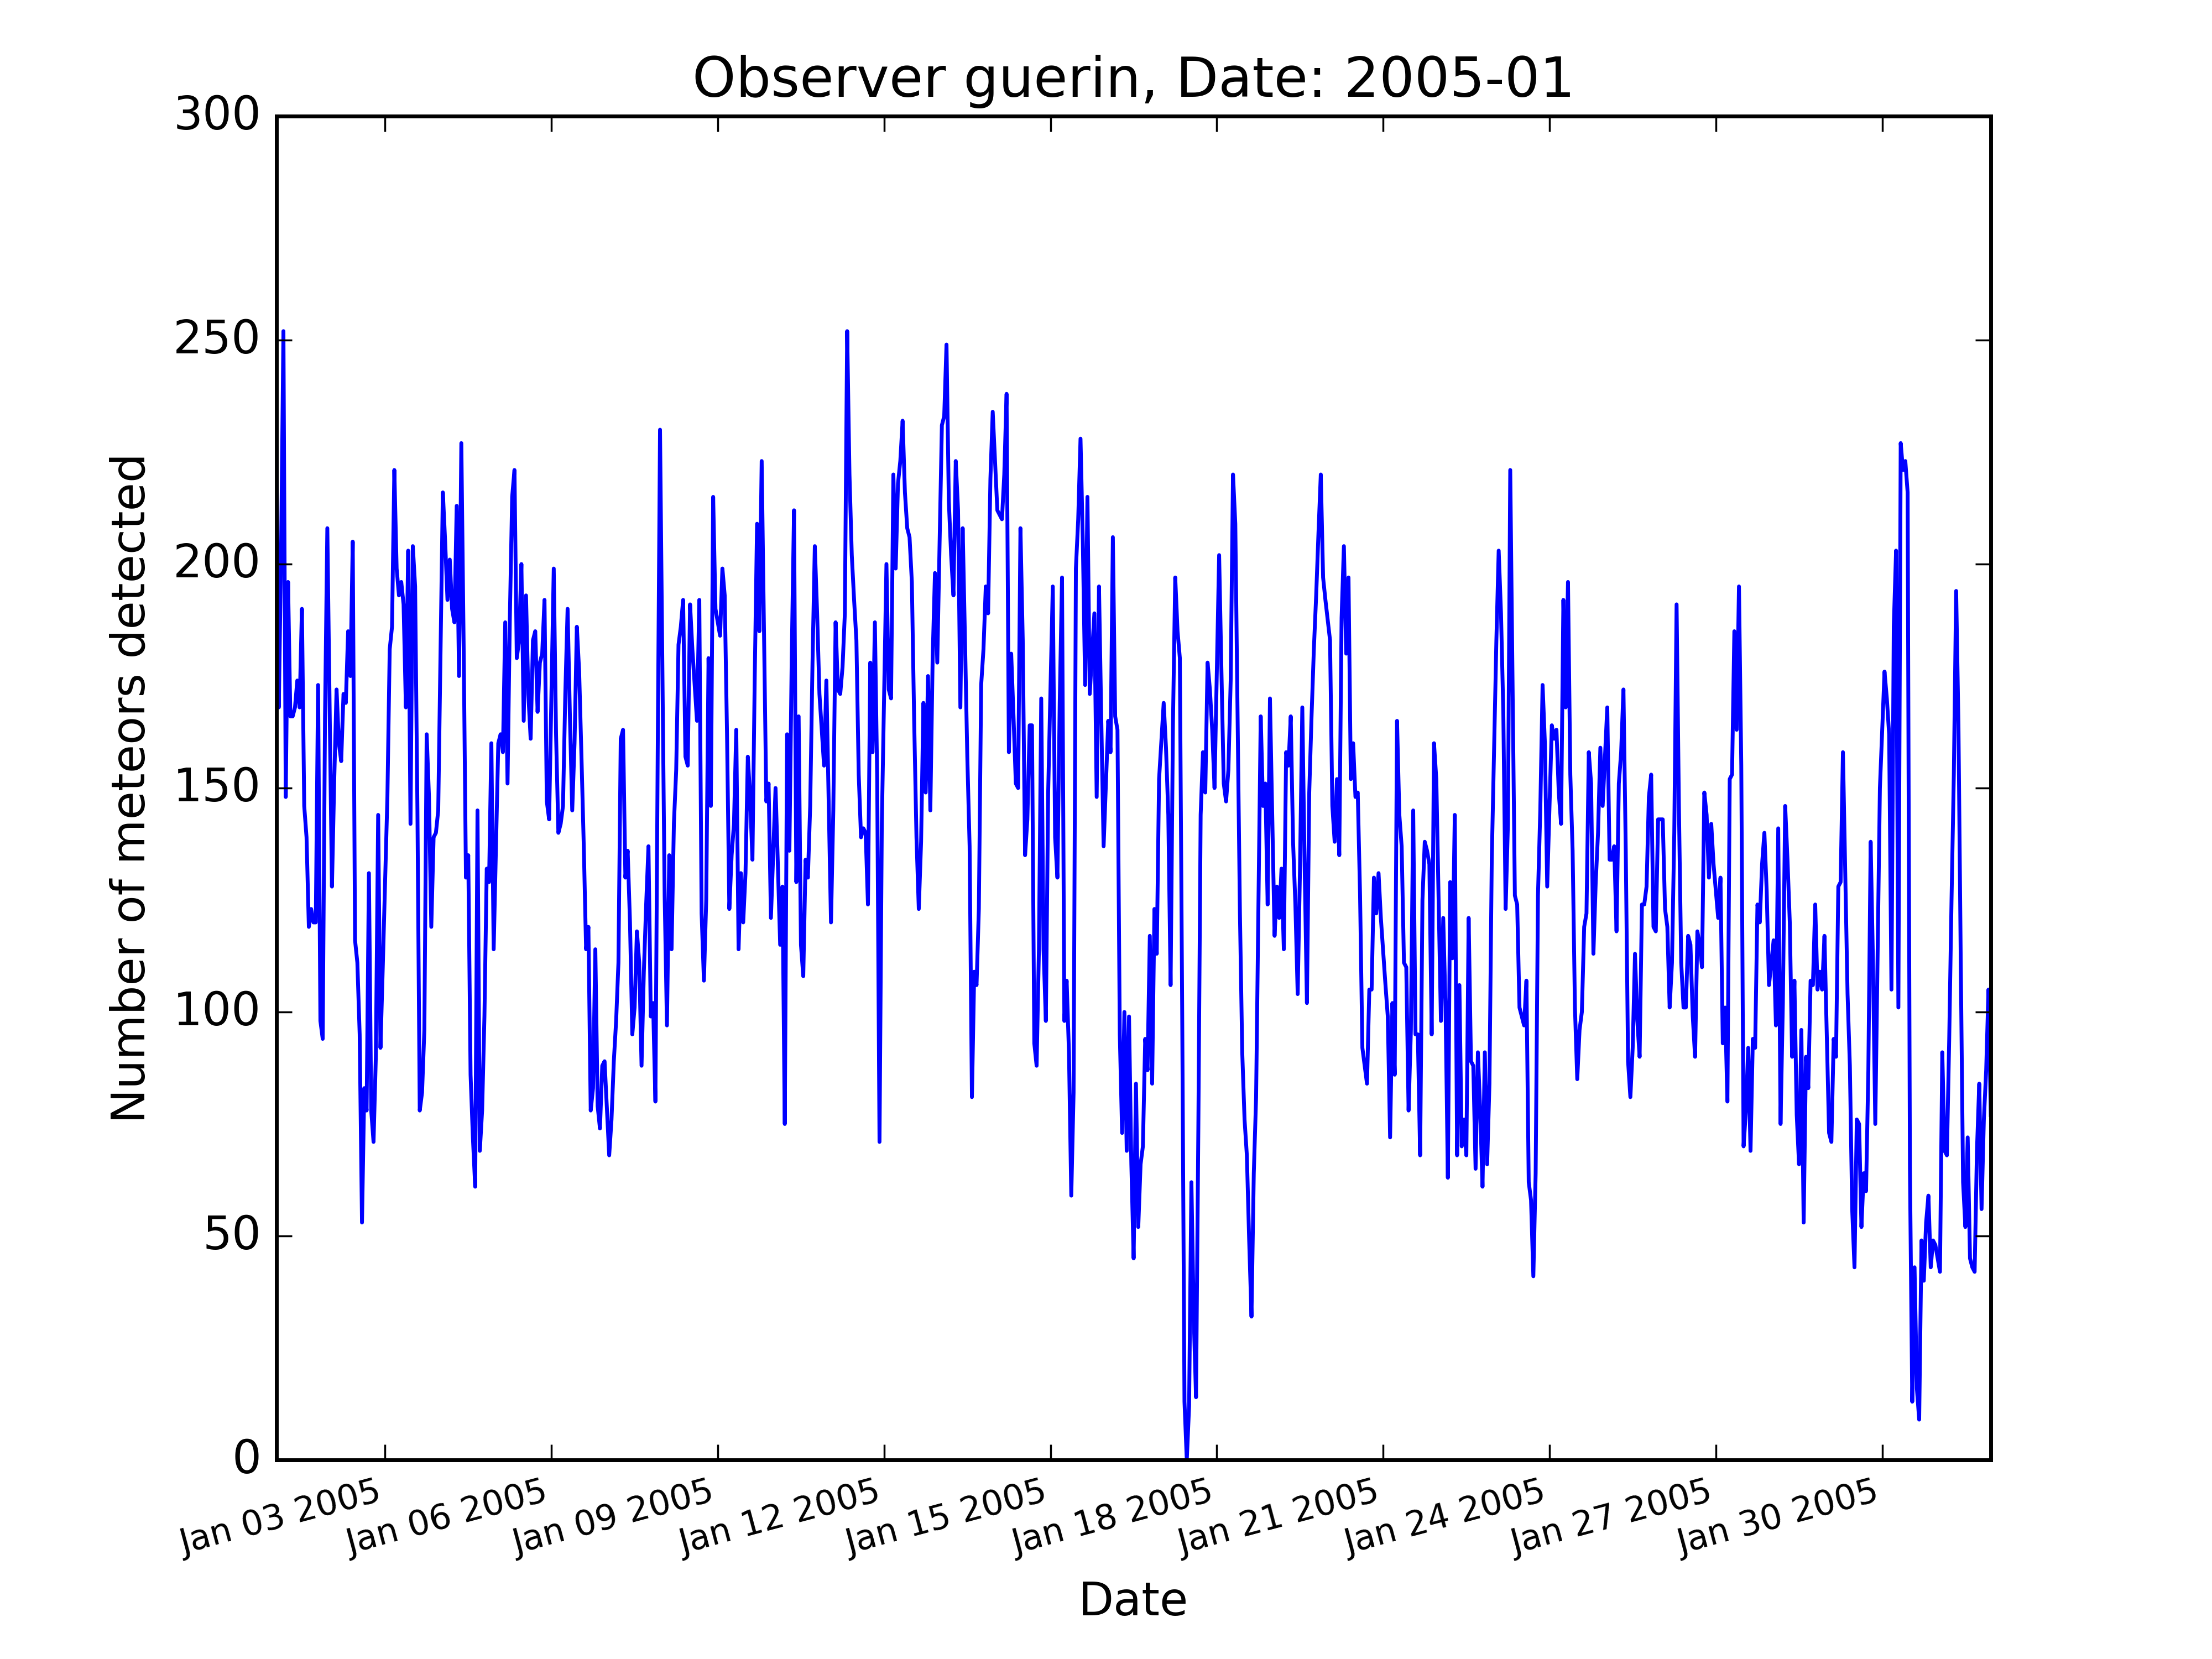 Observer guerin, Date: 2005-01
300
250
200
150
100
50
0
Number of meteors detected
Jan 03 2005
Jan 06 2005
Jan 09 2005
Jan 12 2005
Jan 15 2005
Jan 18 2005
Jan 21 2005
Jan 24 2005
Jan 27 2005
Jan 30 2005
Date